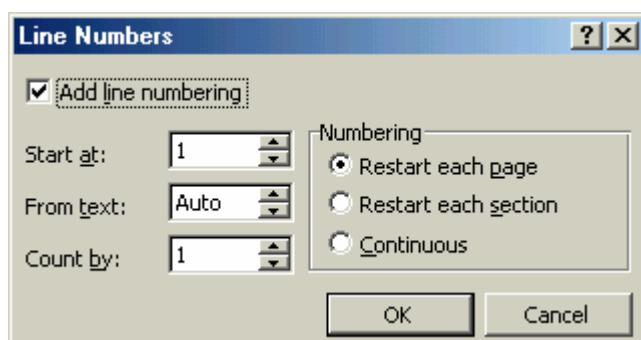 Line Numbers
Add line numbering
Start at: 1
From text: Auto
Count by: 1
Numbering
Restart each page
Restart each section
Continuous
OK Cancel